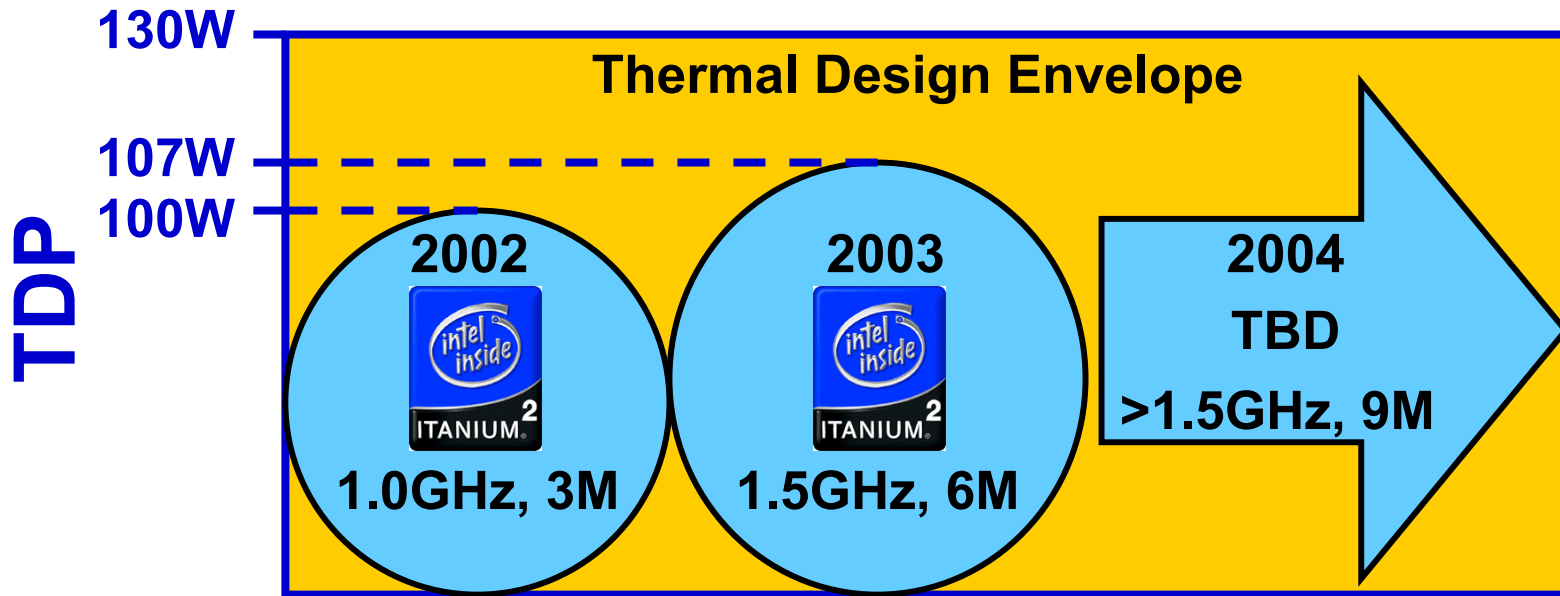 130W
Thermal Design Envelope
107W
100W
TDP
2002
intel
inside
ITANIUM® 2
1.0GHz, 3M
2003
intel
inside
ITANIUM® 2
1.5GHz, 6M
2004
TBD
>1.5GHz, 9M